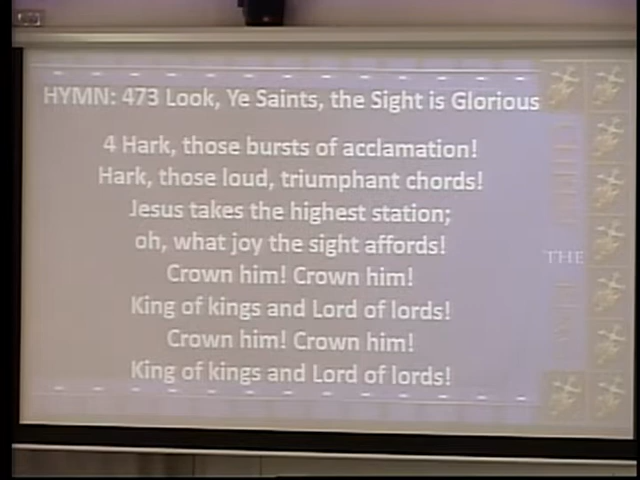 HYMN: 473 Look, Ye Saints, the Sight is Glorious
4 Hark, those bursts of acclamation!
Hark, those loud, triumphant chords!
Jesus takes the highest station;
oh, what joy the sight affords!
Crown him! Crown him!
King of kings and Lord of lords!
Crown him! Crown him!
King of kings and Lord of lords!
THE